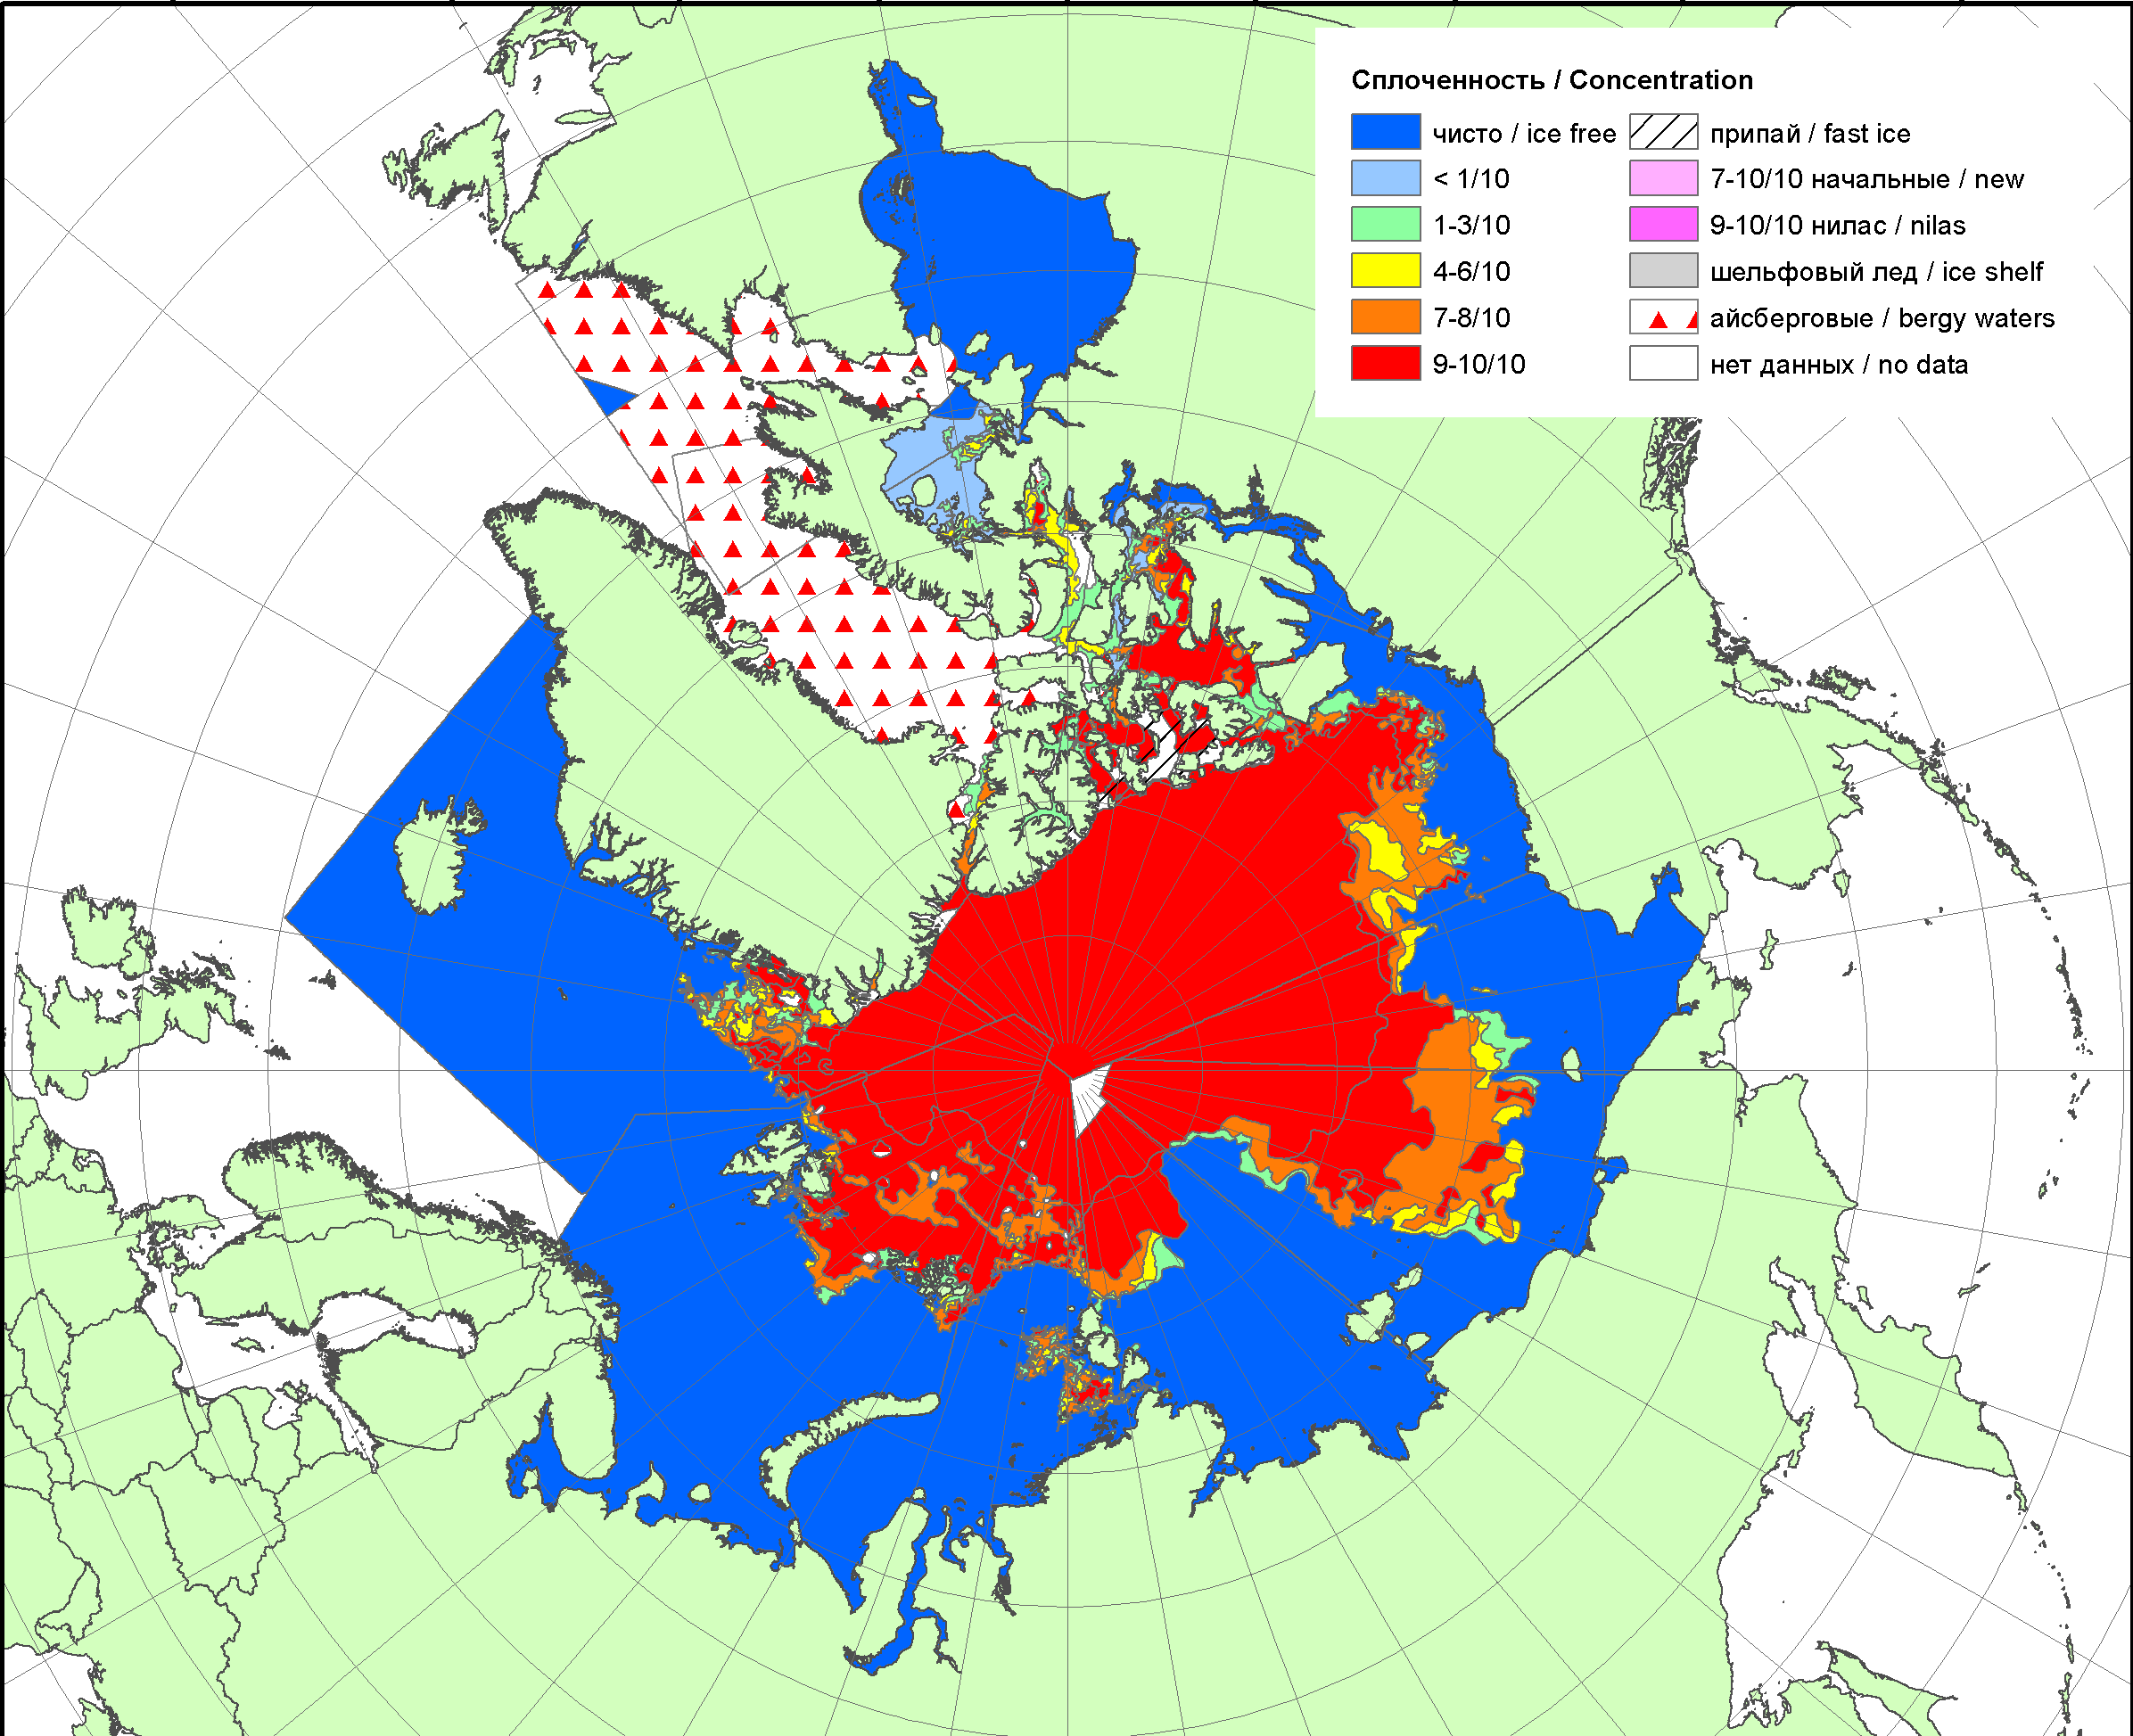 Сплоченность / Concentration
чисто / ice free
< 1/10
1-3/10
4-6/10
7-8/10
9-10/10
припай / fast ice
7-10/10 начальные / new
9-10/10 нилас / nilas
шельфовый лед / ice shelf
айсберговые / bergy waters
нет данных / no data